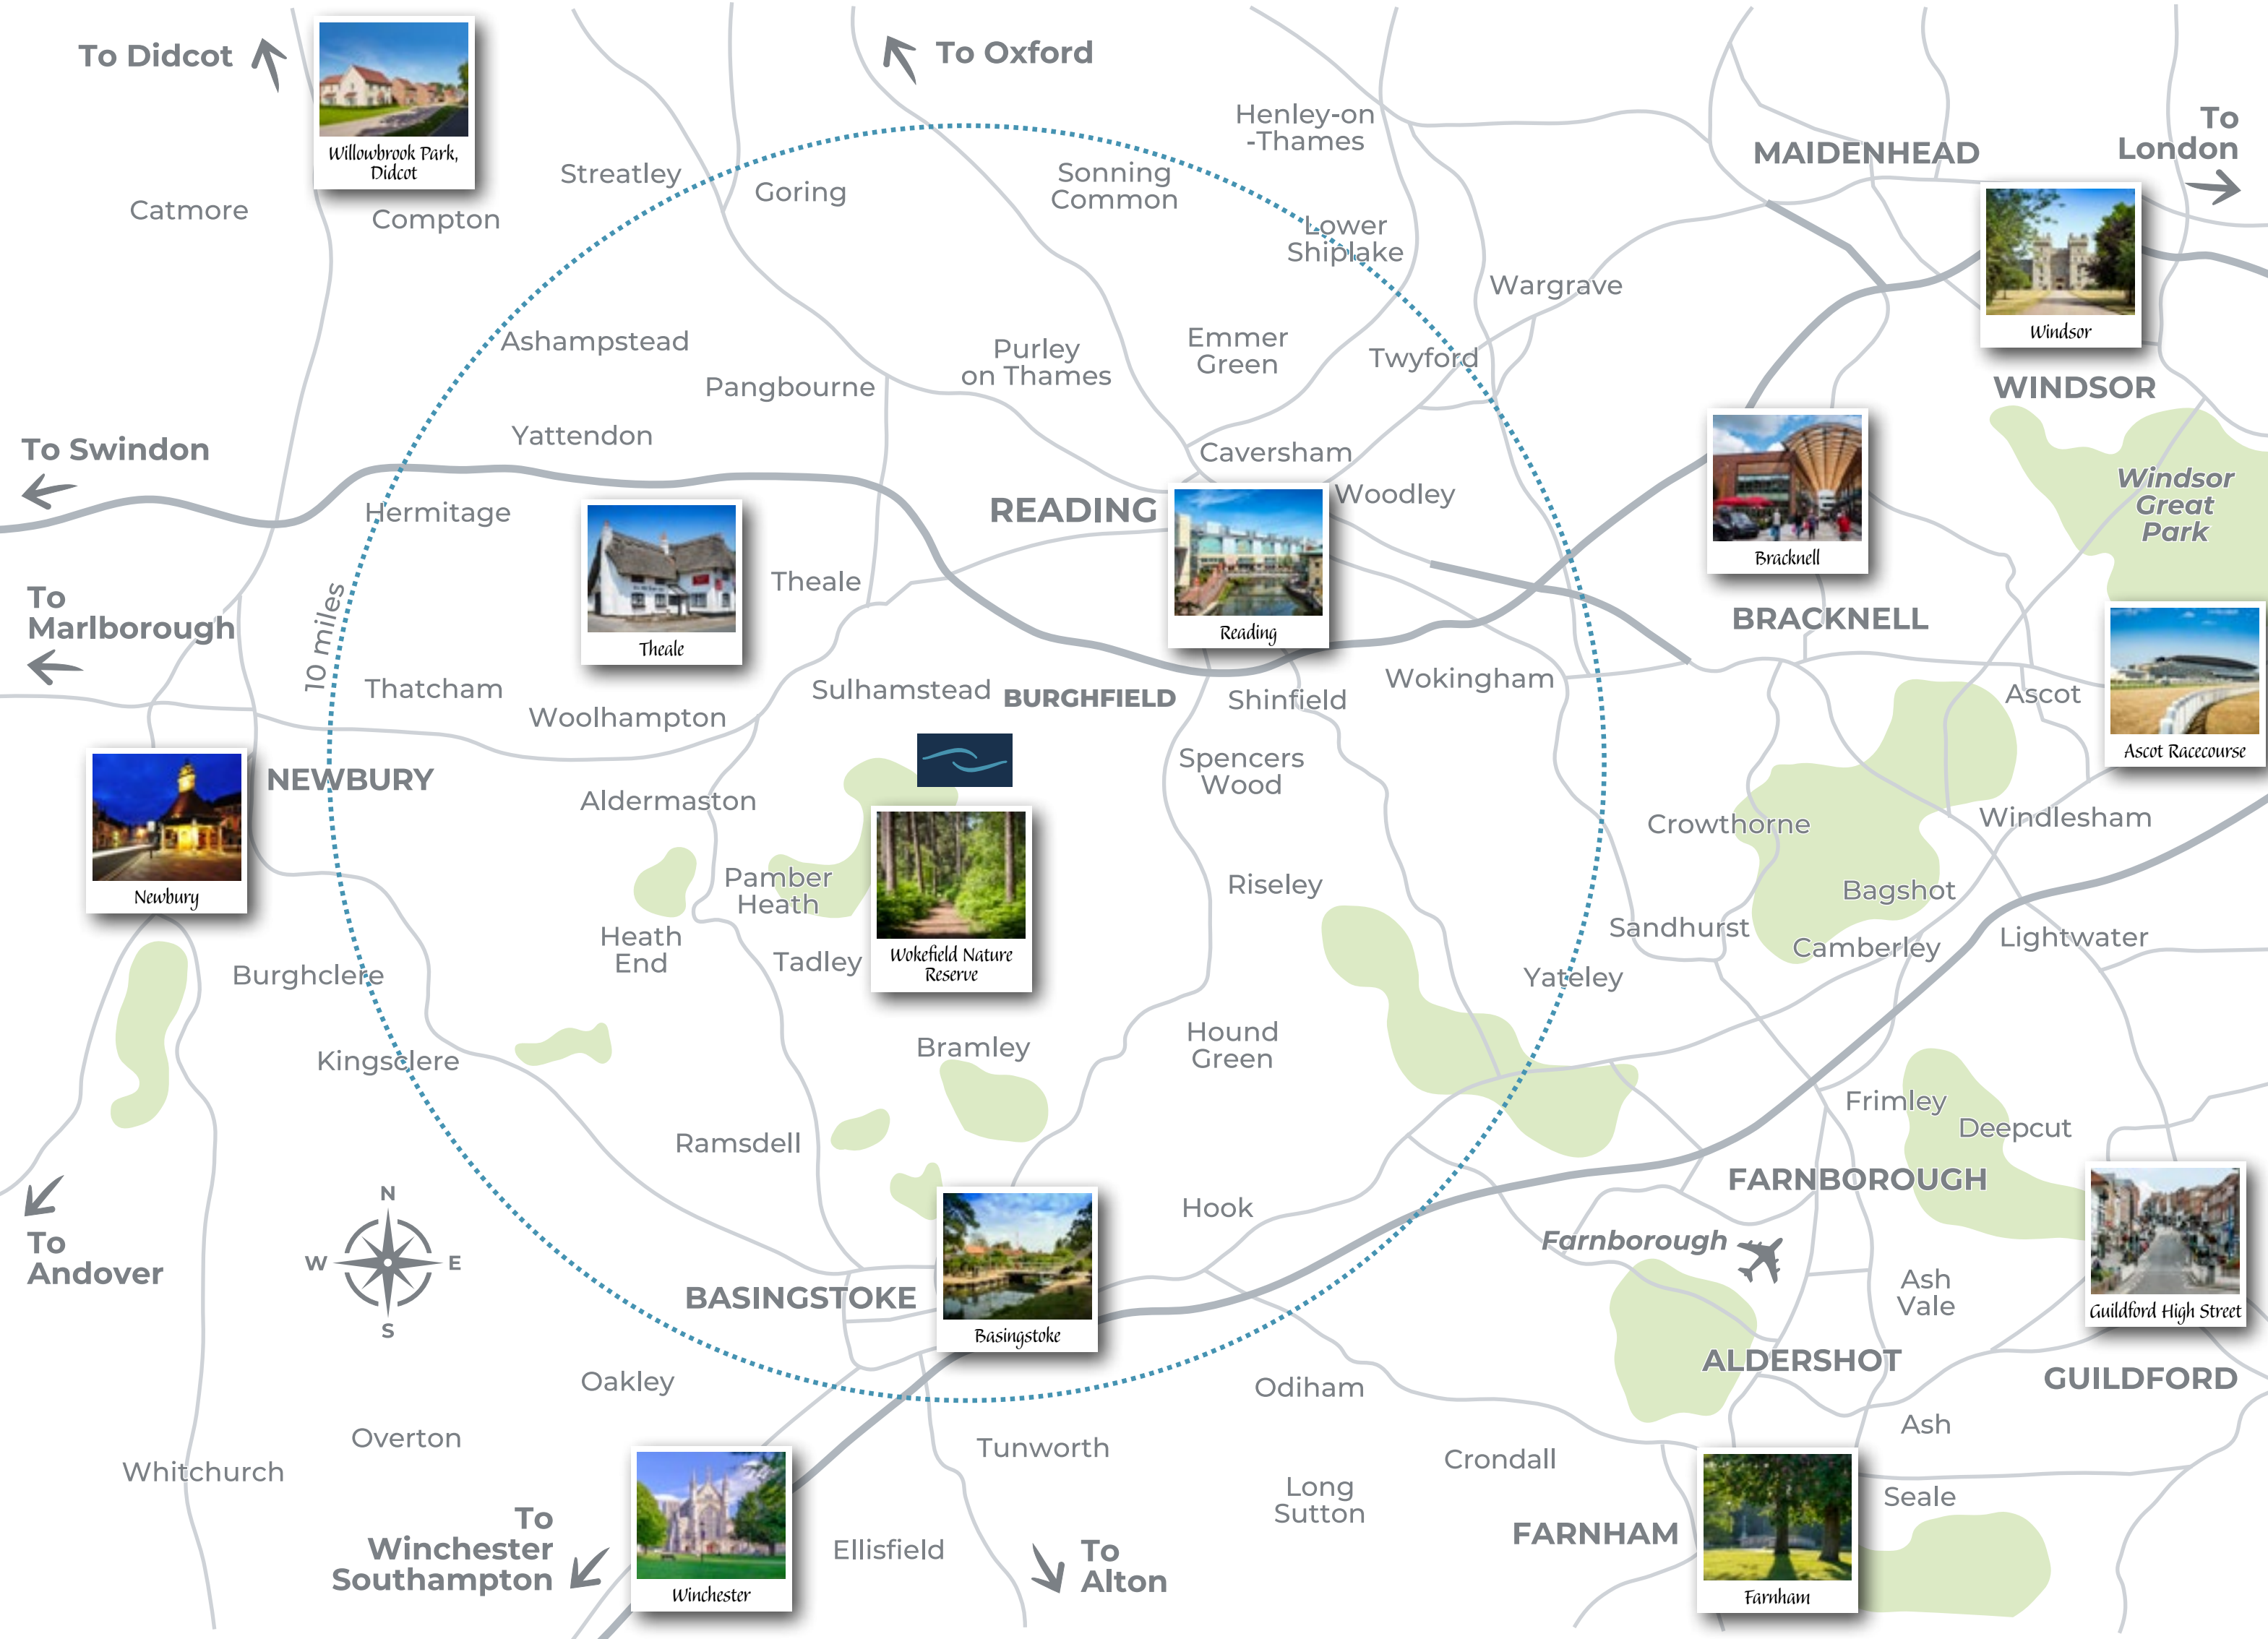 To Didcot
Willowbrook Park,
Didcot
To Oxford
Henley-on
-Thames
MAIDENHEAD
To
London
Catmore
Compton
Streatley
Goring
Sonning
Common
Lower
Shiplake
Wargrave
Windsor
WINDSOR
Ashampstead
Pangbourne
Purley
on Thames
Emmer
Green
Twyford
To Swindon
Yattendon
Hermitage
READING
Caversham
Woodley
Reading
Bracknell
BRACKNELL
Windsor
Great
Park
To
Marlborough
10 miles
Theale
Theale
Thatcham
Woolhampton
Sulhamstead
BURGHFIELD
Shinfield
Wokingham
Ascot
Ascot Racecourse
NEWBURY
Newbury
Aldermaston
Spencers
Wood
Crowthorne
Windlesham
Pamber
Heath
Riseley
Bagshot
Heath
End
Tadley
Wokefield Nature
Reserve
Sandhurst
Camberley
Lightwater
Burghclere
Yateley
Kingsclere
Bramley
Hound
Green
Frimley
Deepcut
Ramsdell
N
W
E
S
Hook
FARNBOROUGH
Farnborough
To
Andover
BASINGSTOKE
Basingstoke
Ash
Vale
Guildford High Street
GUILDFORD
ALDERSHOT
Oakley
Odiham
Overton
Tunworth
Ash
Whitchurch
Crondall
Long
Sutton
Seale
To
Winchester
Southampton
Winchester
Ellisfield
To
Alton
FARNHAM
Farnham